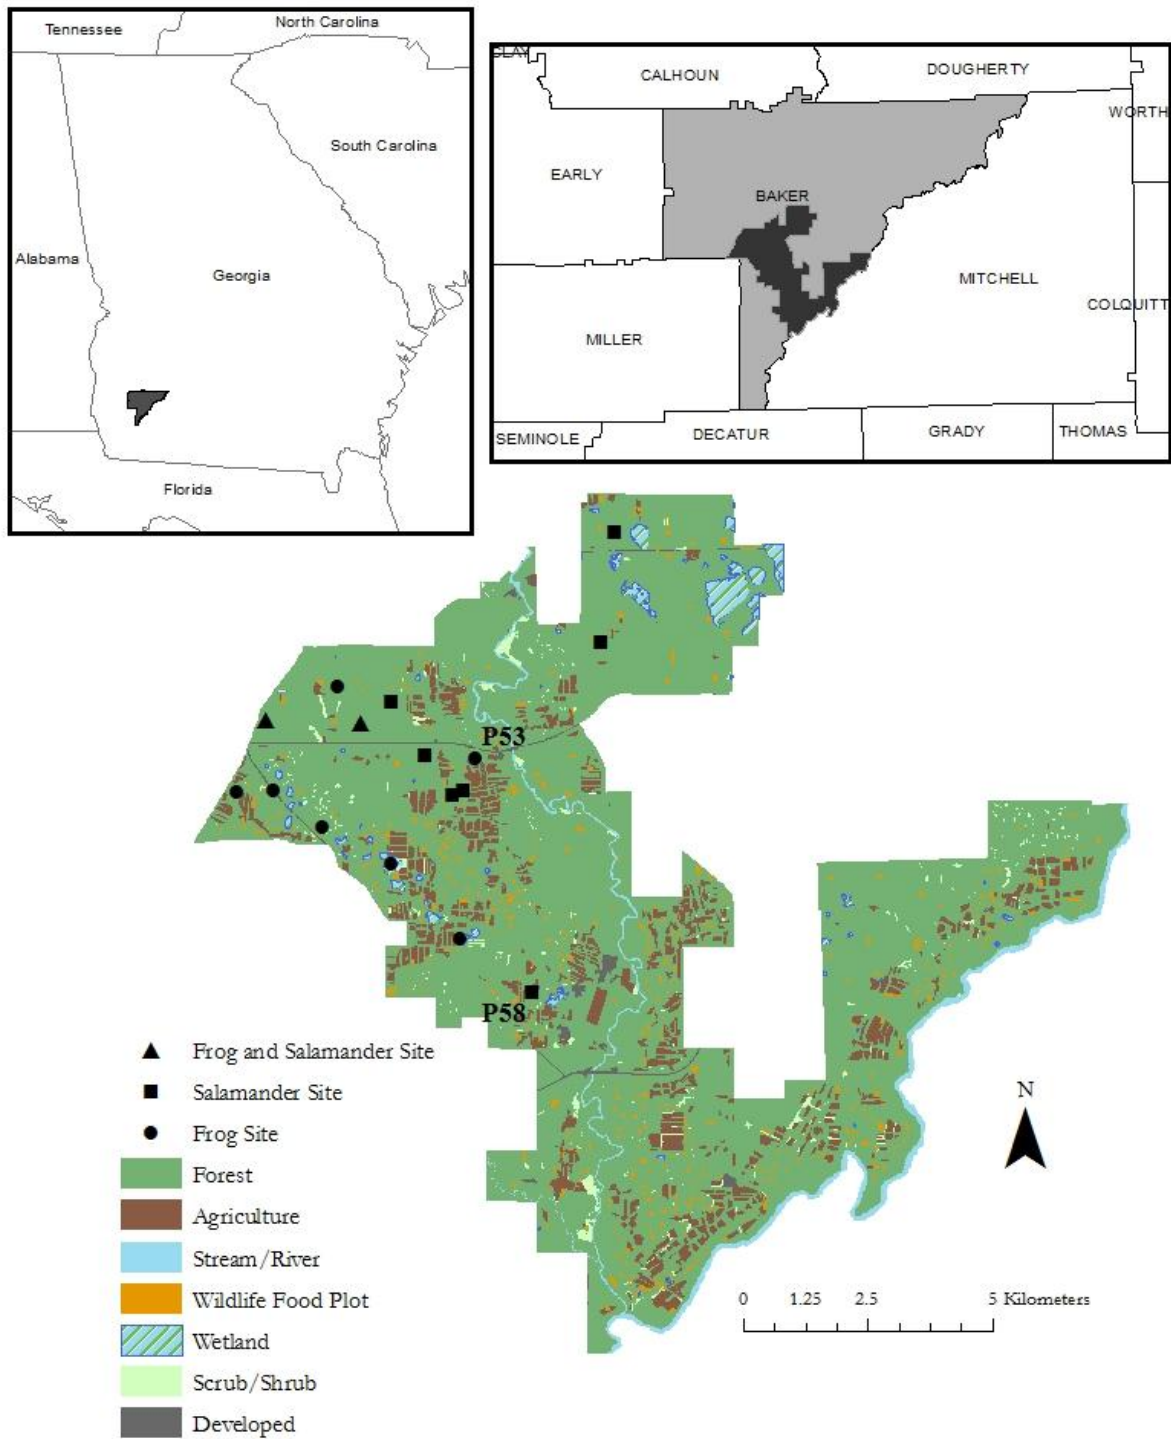 Tennessee
North Carolina
South Carolina
Alabama
Georgia
Florida
CLAY
CALHOUN
DOUGHERTY
WORTH
EARLY
BAKER
MITCHELL
COLQUITT
MILLER
SEMINOLE
DECATUR
GRADY
THOMAS
P53
P58
Frog and Salamander Site
Salamander Site
Frog Site
Forest
Agriculture
Stream/River
Wildlife Food Plot
Wetland
Scrub/Shrub
Developed
N
0 1.25 2.5 5 Kilometers